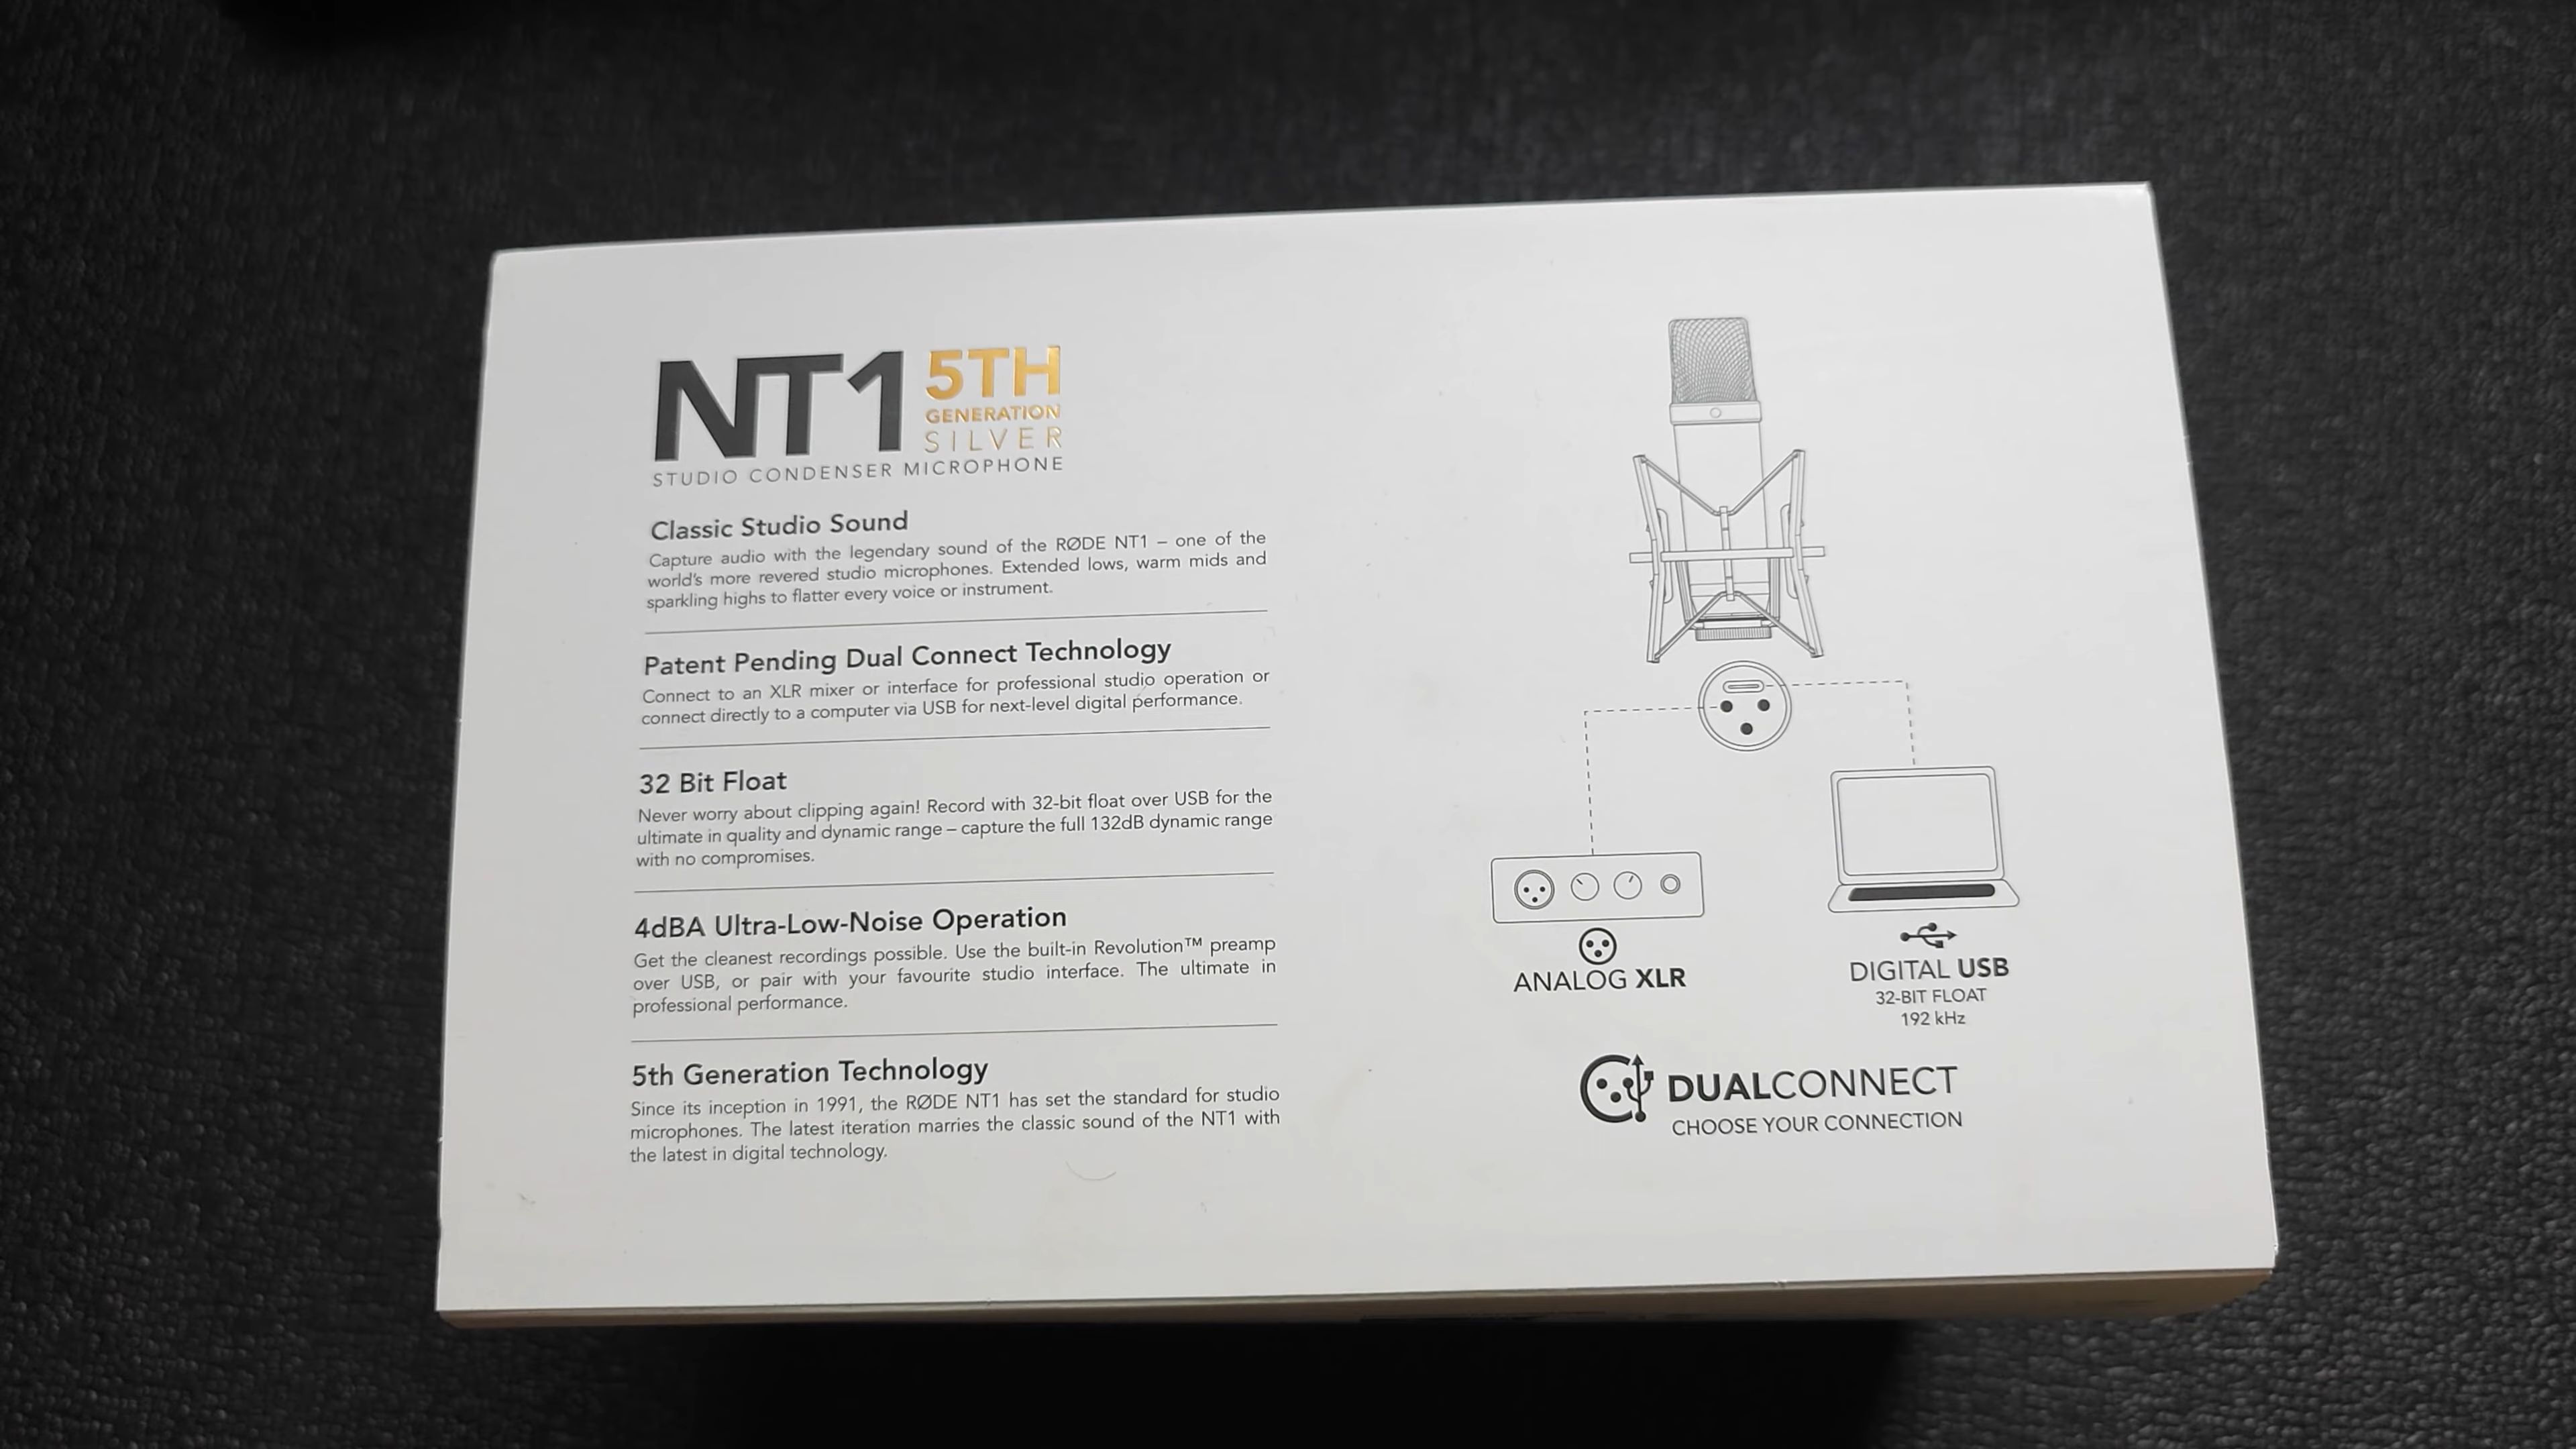 NT1 5TH
GENERATION
SILVER
STUDIO CONDENSER MICROPHONE
Classic Studio Sound
Capture audio with the legendary sound of the RØDE NT1 – one of the
world's more revered studio microphones. Extended lows, warm mids and
sparkling highs to flatter every voice or instrument.
Patent Pending Dual Connect Technology
Connect to an XLR mixer or interface for professional studio operation or
connect directly to a computer via USB for next-level digital performance.
32 Bit Float
Never worry about clipping again! Record with 32-bit float over USB for the
ultimate in quality and dynamic range – capture the full 132dB dynamic range
with no compromises.
4dBA Ultra-Low-Noise Operation
Get the cleanest recordings possible. Use the built-in Revolution™ preamp
over USB, or pair with your favourite studio interface. The ultimate in
professional performance.
5th Generation Technology
Since its inception in 1991, the RØDE NT1 has set the standard for studio
microphones. The latest iteration marries the classic sound of the NT1 with
the latest in digital technology.
ANALOG XLR
DIGITAL USB
32-BIT FLOAT
192 kHz
DUALCONNECT
CHOOSE YOUR CONNECTION